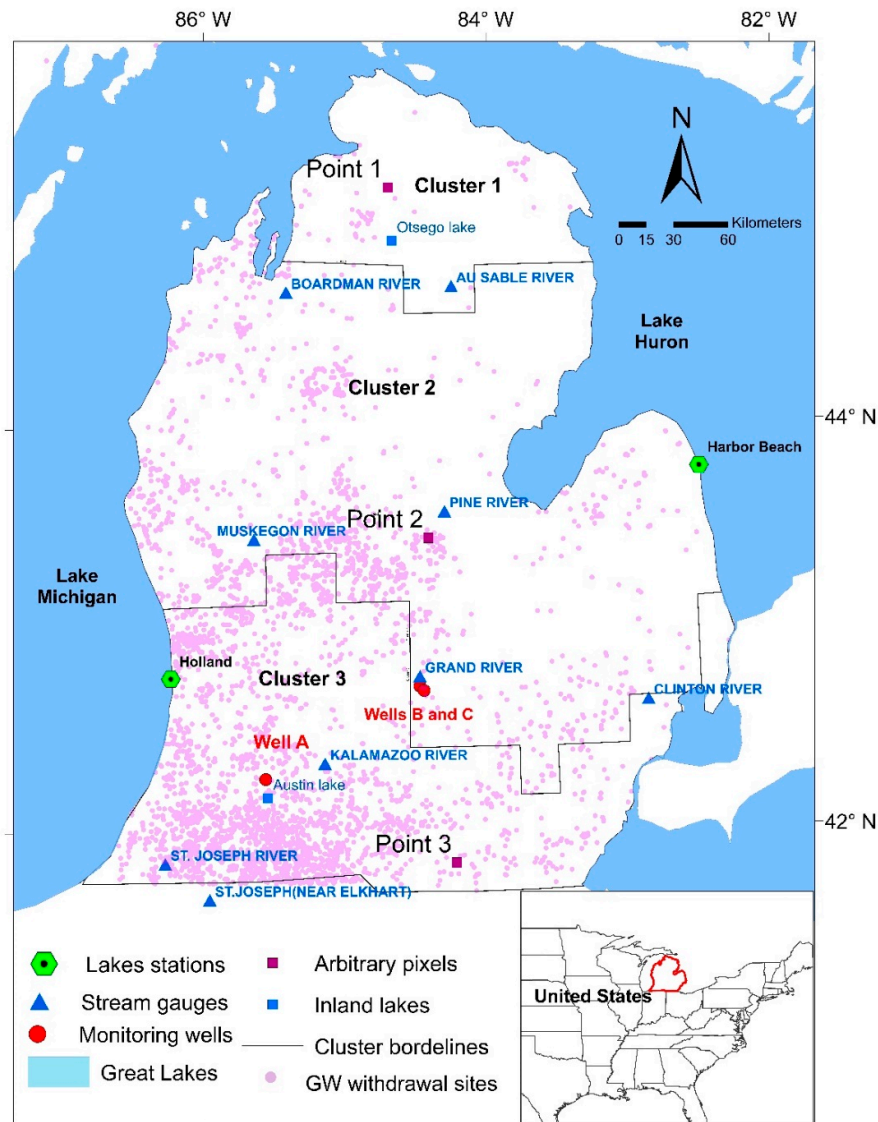 86° W
84° W
82° W
N
Point 1
Cluster 1
Otsego lake
Kilometers
0 15 30 60
BOARDMAN RIVER
AU SABLE RIVER
Lake
Huron
Cluster 2
44° N
Harbor Beach
PINE RIVER
Point 2
MUSKEGON RIVER
Lake
Michigan
Holland
Cluster 3
GRAND RIVER
CLINTON RIVER
Wells B and C
Well A
KALAMAZOO RIVER
Austin lake
42° N
Point 3
ST. JOSEPH RIVER
ST.JOSEPH(NEAR ELKHART)
Lakes stations
Arbitrary pixels
Stream gauges
Inland lakes
Monitoring wells
Cluster bordelines
Great Lakes
GW withdrawal sites
United States